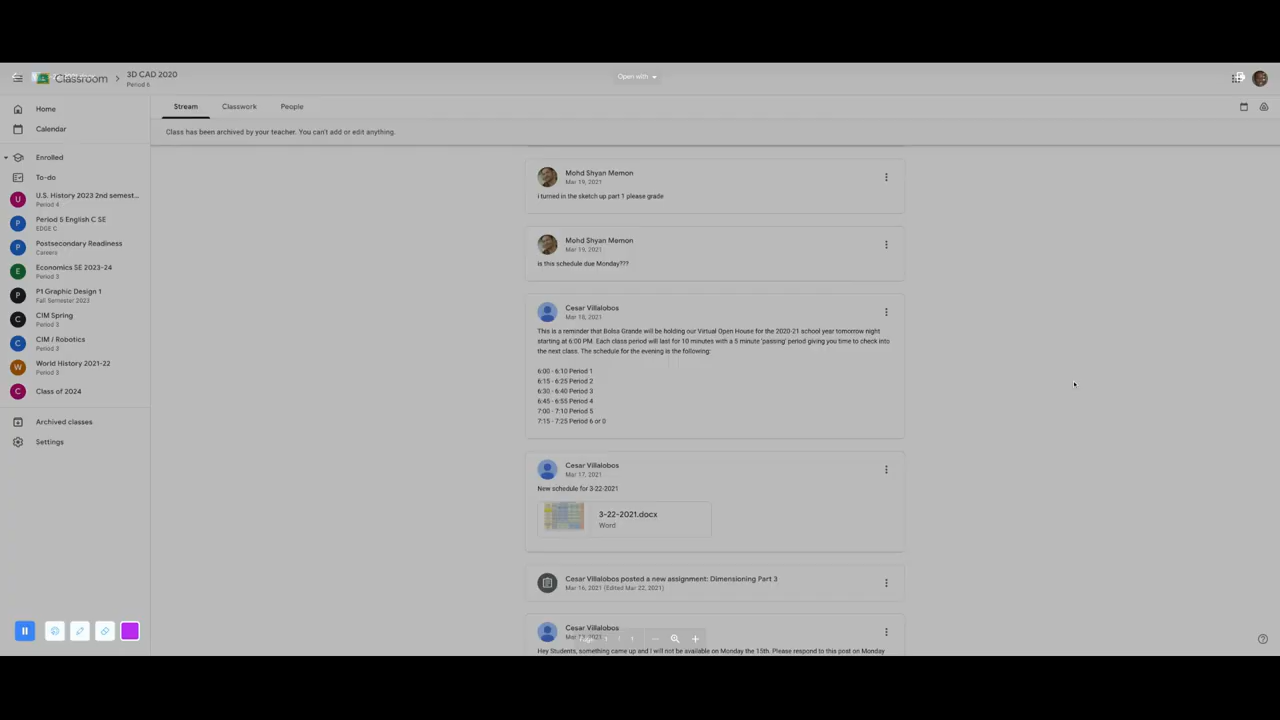 Classroom
3D CAD 2020
Period 6
Open with
Stream
Classwork
People
Class has been archived by your teacher. You can't add or edit anything.
Home
Calendar
Enrolled
To-do
U
U.S. History 2023 2nd semest...
Period 4
P
Period 5 English C SE
EDGE C
P
Postsecondary Readiness
Careers
E
Economics SE 2023-24
Period 3
P
P1 Graphic Design 1
Fall Semester 2023
C
CIM Spring
Period 3
C
CIM / Robotics
Period 3
W
World History 2021-22
Period 3
C
Class of 2024
Archived classes
Settings
Mohd Shyan Memon
Mar 19, 2021
i turned in the sketch up part 1 please grade
Mohd Shyan Memon
Mar 19, 2021
is this schedule due Monday???
Cesar Villalobos
Mar 18, 2021
This is a reminder that Bolsa Grande will be holding our Virtual Open House for the 2020-21 school year tomorrow night
starting at 6:00 PM. Each class period will last for 10 minutes with a 5 minute 'passing' period giving you time to check into
the next class. The schedule for the evening is the following:
6:00 - 6:10 Period 1
6:15 - 6:25 Period 2
6:30 - 6:40 Period 3
6:45 - 6:55 Period 4
7:00 - 7:10 Period 5
7:15 - 7:25 Period 6 or 0
Cesar Villalobos
Mar 17, 2021
New schedule for 3-22-2021
3-22-2021.docx
Word
Cesar Villalobos posted a new assignment: Dimensioning Part 3
Mar 16, 2021 (Edited Mar 22, 2021)
Cesar Villalobos
Page 1 / 1
Hey Students, something came up and I will not be available on Monday the 15th. Please respond to this post on Monday